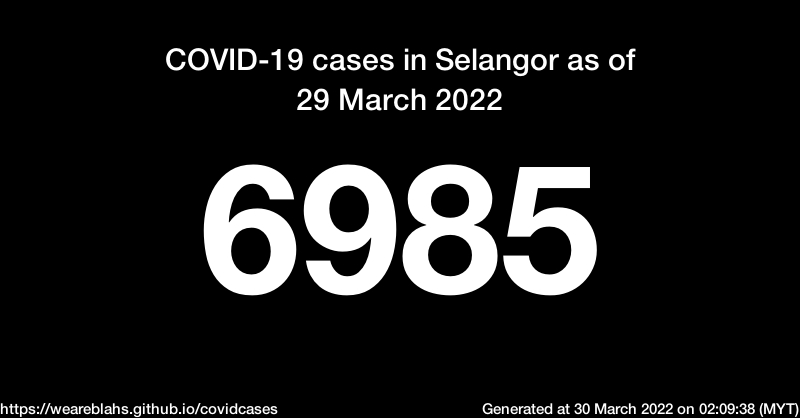 COVID-19 cases in Selangor as of
29 March 2022
6985
https://weareblahs.github.io/covidcases
Generated at 30 March 2022 on 02:09:38 (MYT)